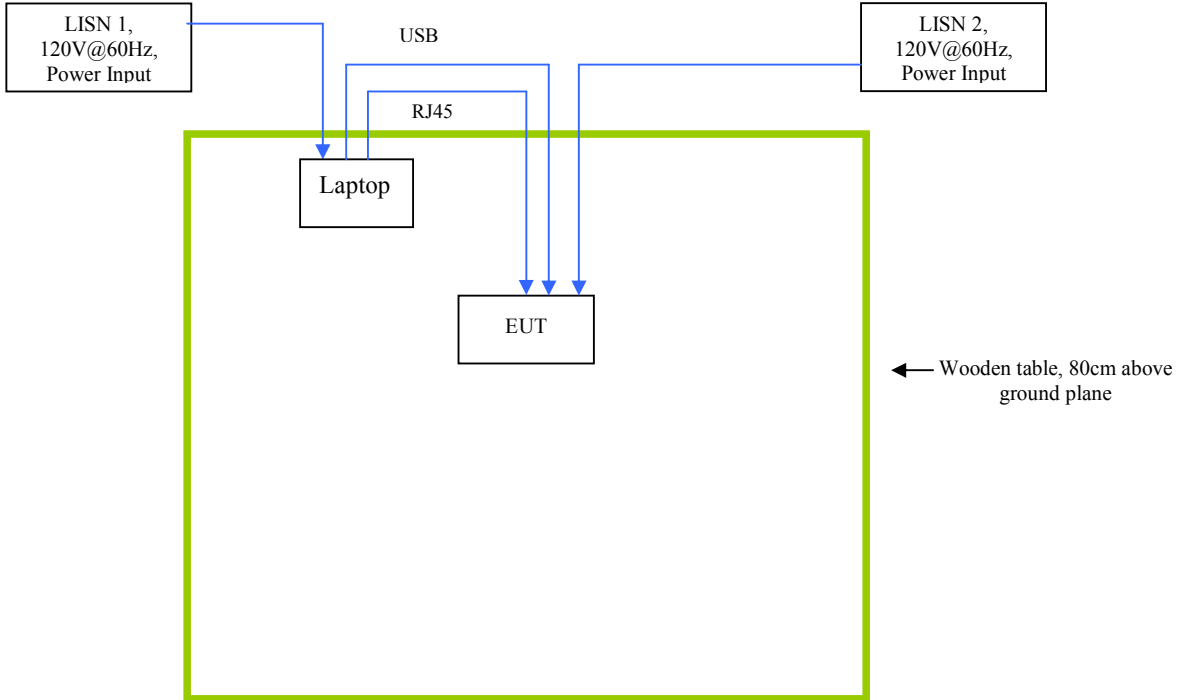 LISN 1,
120V@60Hz,
Power Input
USB
LISN 2,
120V@60Hz,
Power Input
RJ45
Laptop
EUT
Wooden table, 80cm above
ground plane